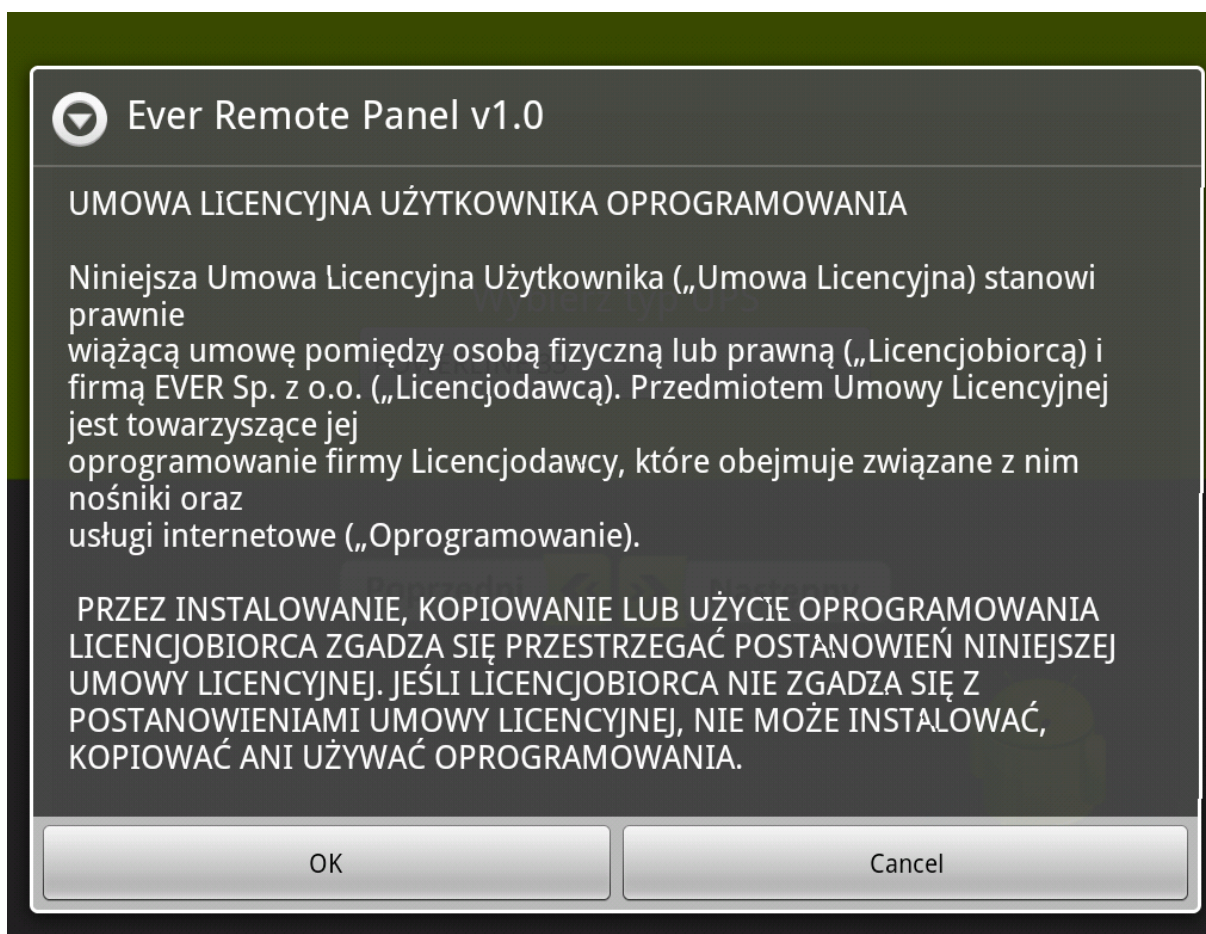 Ever Remote Panel v1.0
UMOWA LICENCYJNA UŻYTKOWNIKA OPROGRAMOWANIA
Niniejsza Umowa Licencyjna Użytkownika („Umowa Licencyjna) stanowi
prawnie
wiążącą umowę pomiędzy osobą fizyczną lub prawną („Licencjobiorcą) i
firmą EVER Sp. z o.o. („Licencjodawcą). Przedmiotem Umowy Licencyjnej
jest towarzyszące jej
oprogramowanie firmy Licencjodawcy, które obejmuje związane z nim
nośniki oraz
usługi internetowe („Oprogramowanie).
PRZEZ INSTALOWANIE, KOPIOWANIE LUB UŻYCIE OPROGRAMOWANIA
LICENCJOBIORCA ZGADZA SIĘ PRZESTRZEGAĆ POSTANOWIEŃ NINIEJSZEJ
UMOWY LICENCYJNEJ. JEŚLI LICENCJOBIORCA NIE ZGADZA SIĘ Z
POSTANOWIENIAMI UMOWY LICENCYJNEJ, NIE MOŻE INSTALOWAĆ,
KOPIOWAĆ ANI UŻYWAĆ OPROGRAMOWANIA.
Wybierz typ UPS
OK
Cancel